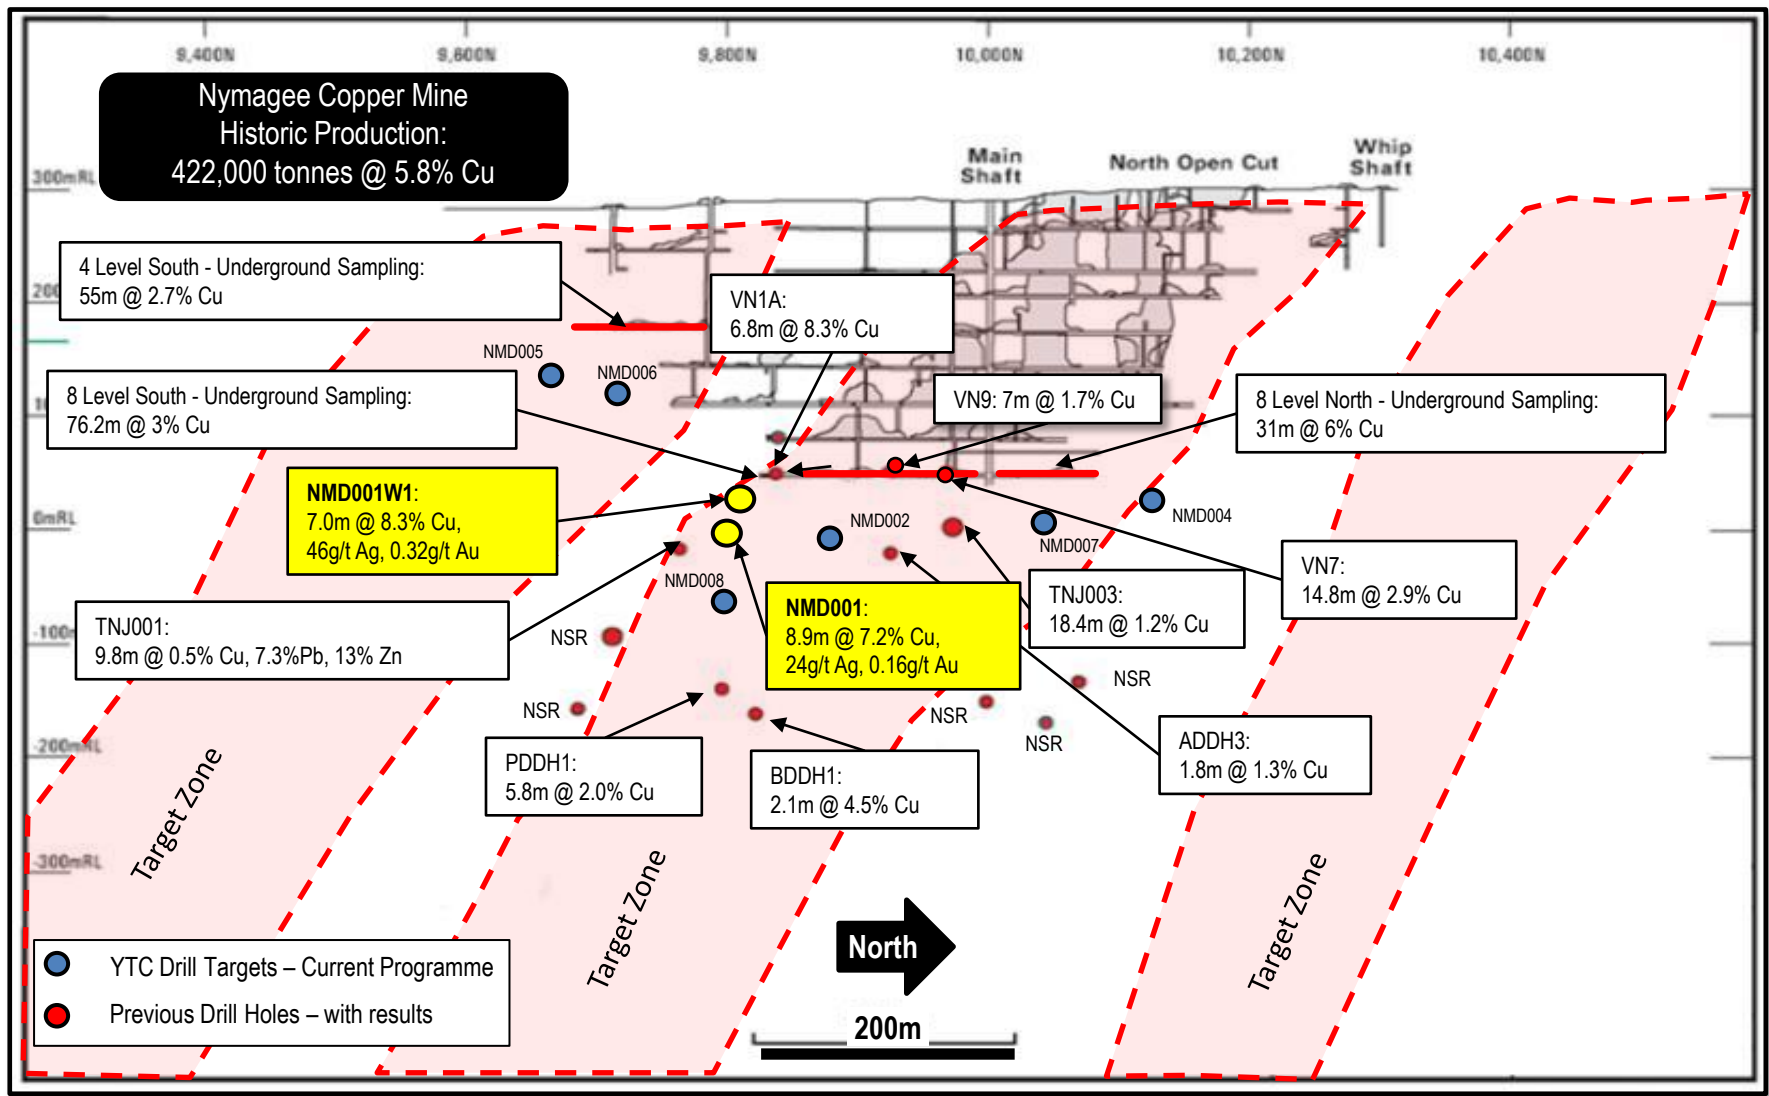 9,400N
9,600N
9,800N
10,000N
10,200N
10,400N
Nymagee Copper Mine
Historic Production:
422,000 tonnes @ 5.8% Cu
Main
Shaft
North Open Cut
Whip
Shaft
300mRL
4 Level South - Underground Sampling:
55m @ 2.7% Cu
200
VN1A:
6.8m @ 8.3% Cu
NMD005
NMD006
8 Level South - Underground Sampling:
76.2m @ 3% Cu
VN9: 7m @ 1.7% Cu
8 Level North - Underground Sampling:
31m @ 6% Cu
NMD001W1:
7.0m @ 8.3% Cu,
46g/t Ag, 0.32g/t Au
0mRL
NMD002
NMD004
NMD007
NMD008
VN7:
14.8m @ 2.9% Cu
NMD001:
8.9m @ 7.2% Cu,
24g/t Ag, 0.16g/t Au
TNJ003:
18.4m @ 1.2% Cu
TNJ001:
9.8m @ 0.5% Cu, 7.3%Pb, 13% Zn
-100m
NSR
NSR
NSR
NSR
NSR
-200mRL
PDDH1:
5.8m @ 2.0% Cu
BDDH1:
2.1m @ 4.5% Cu
ADDH3:
1.8m @ 1.3% Cu
-300mRL
Target Zone
Target Zone
Target Zone
North
200m
YTC Drill Targets – Current Programme
Previous Drill Holes – with results